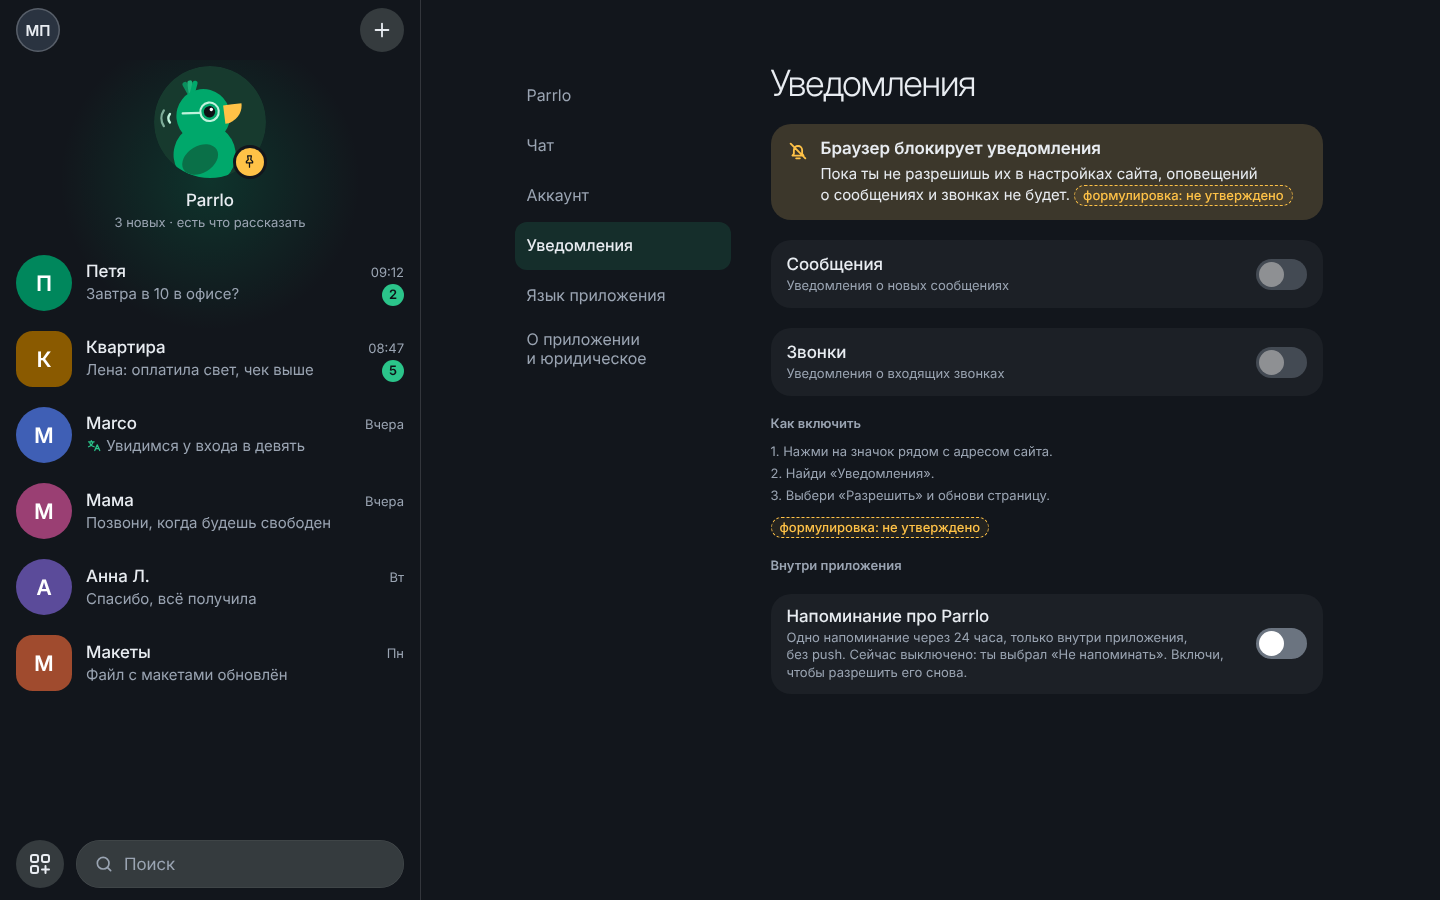 МП
Parrlo
3 новых · есть что рассказать
П
Петя
09:12
Завтра в 10 в офисе?
2
К
Квартира
08:47
Лена: оплатила свет, чек выше
5
M
Marco
Вчера
Увидимся у входа в девять
М
Мама
Вчера
Позвони, когда будешь свободен
А
Анна Л.
Вт
Спасибо, всё получила
М
Макеты
Пн
Файл с макетами обновлён
Поиск
Parrlo
Чат
Аккаунт
Уведомления
Язык приложения
О приложении
и юридическое
Уведомления
Браузер блокирует уведомления
Пока ты не разрешишь их в настройках сайта, оповещений
о сообщениях и звонках не будет. формулировка: не утверждено
Сообщения
Уведомления о новых сообщениях
Звонки
Уведомления о входящих звонках
Как включить
1. Нажми на значок рядом с адресом сайта.
2. Найди «Уведомления».
3. Выбери «Разрешить» и обнови страницу.
формулировка: не утверждено
Внутри приложения
Напоминание про Parrlo
Одно напоминание через 24 часа, только внутри приложения,
без push. Сейчас выключено: ты выбрал «Не напоминать». Включи,
чтобы разрешить его снова.